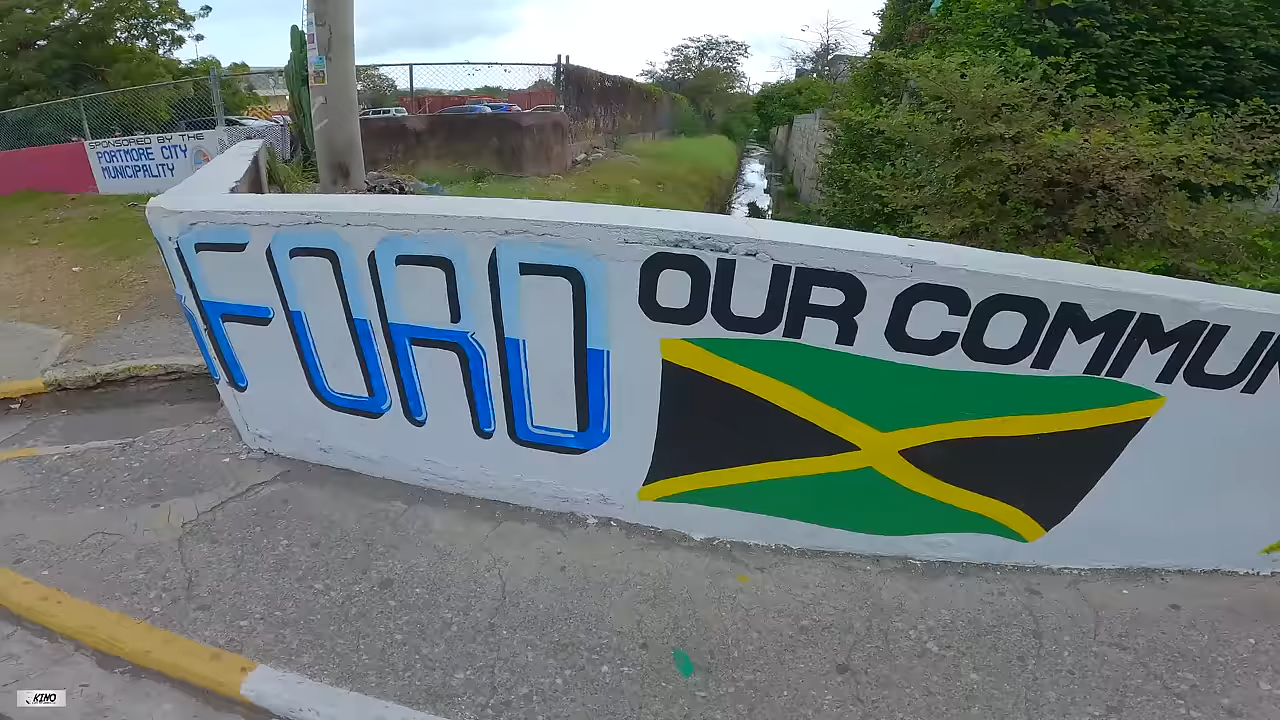 SPONSORED BY THE
PORTMORE CITY
MUNICIPALITY
FORD
OUR COMMUN
KINO